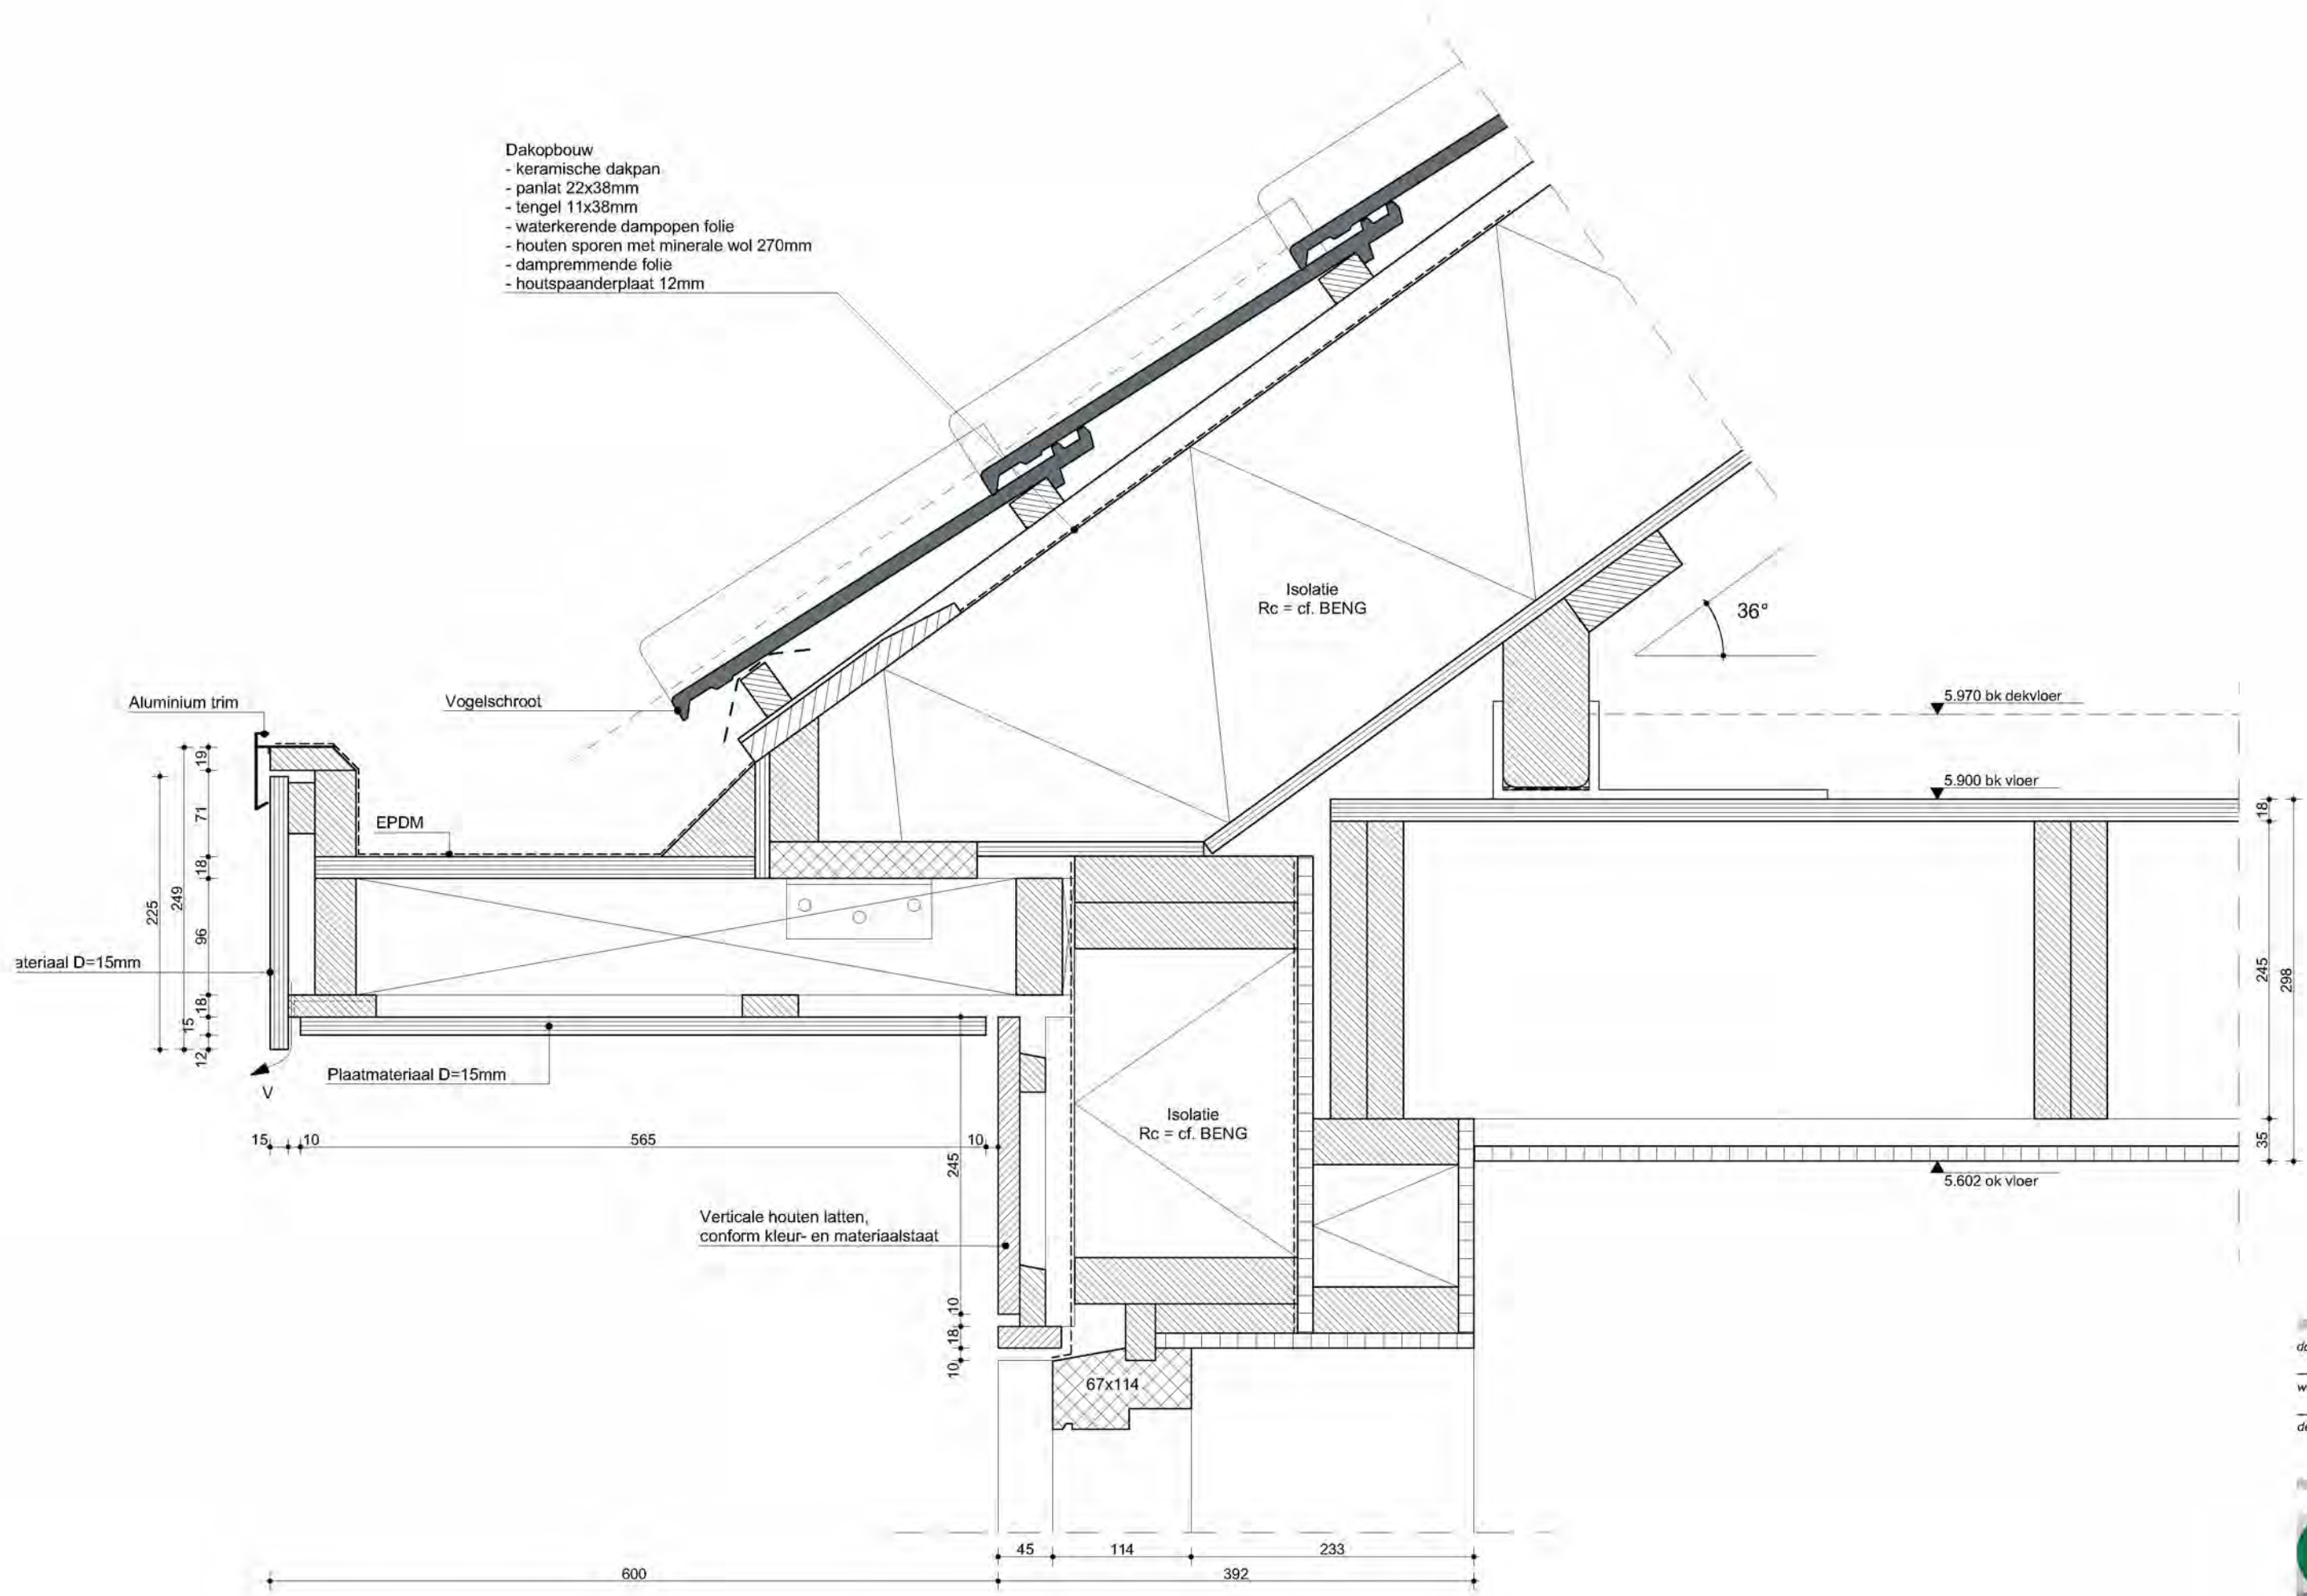 Dakopbouw
- keramische dakpan
- panlat 22x38mm
- tengel 11x38mm
- waterkerende dampopen folie
- houten sporen met minerale wol 270mm
- dampremmende folie
- houtspaanderplaat 12mm
Isolatie
Rc = cf. BENG
36°
Aluminium trim
Vogelschroot
5.970 bk dekvloer
5.900 bk vloer
EPDM
19
71
18
96
18
15
12
249
225
ateriaal D=15mm
Plaatmateriaal D=15mm
V
15
10
565
10
245
10
18
10
Isolatie
Rc = cf. BENG
18
245
35
298
5.602 ok vloer
Verticale houten latten,
conform kleur- en materiaalstaat
67x114
45
114
233
600
392